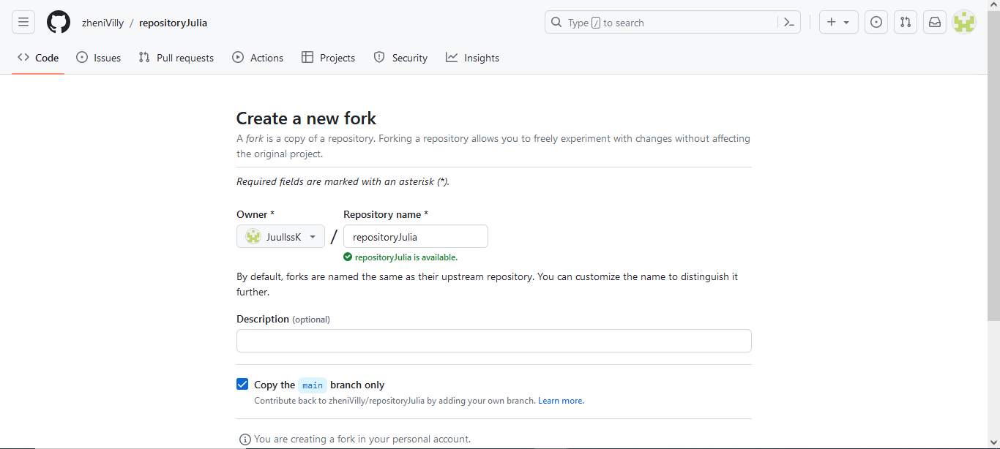 zheniVilly / repositoryJulia
Type / to search
Code Issues Pull requests Actions Projects Security Insights
Create a new fork
A fork is a copy of a repository. Forking a repository allows you to freely experiment with changes without affecting
the original project.
Required fields are marked with an asterisk (*).
Owner * Repository name *
JuullssK / repositoryJulia
repositoryJulia is available.
By default, forks are named the same as their upstream repository. You can customize the name to distinguish it
further.
Description (optional)
Copy the main branch only
Contribute back to zheniVilly/repositoryJulia by adding your own branch. Learn more.
You are creating a fork in your personal account.